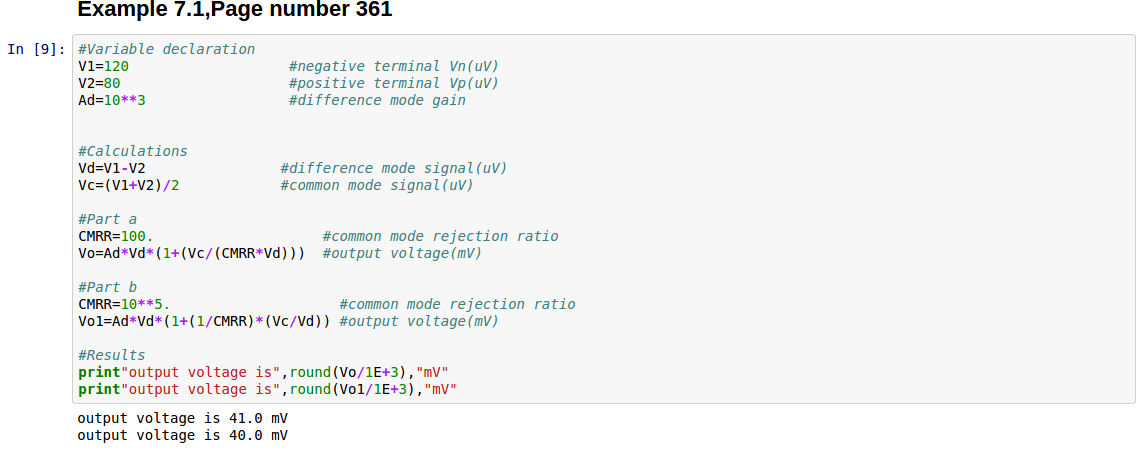 Example 7.1,Page number 361
In [9]: #Variable declaration
V1=120 #negative terminal Vn(uV)
V2=80 #positive terminal Vp(uV)
Ad=10**3 #difference mode gain
#Calculations
Vd=V1-V2 #difference mode signal(uV)
Vc=(V1+V2)/2 #common mode signal(uV)
#Part a
CMRR=100. #common mode rejection ratio
Vo=Ad*Vd*(1+(Vc/(CMRR*Vd))) #output voltage(mV)
#Part b
CMRR=10**5. #common mode rejection ratio
Vo1=Ad*Vd*(1+(1/CMRR)*(Vc/Vd)) #output voltage(mV)
#Results
print"output voltage is",round(Vo/1E+3),"mV"
print"output voltage is",round(Vo1/1E+3),"mV"
output voltage is 41.0 mV
output voltage is 40.0 mV